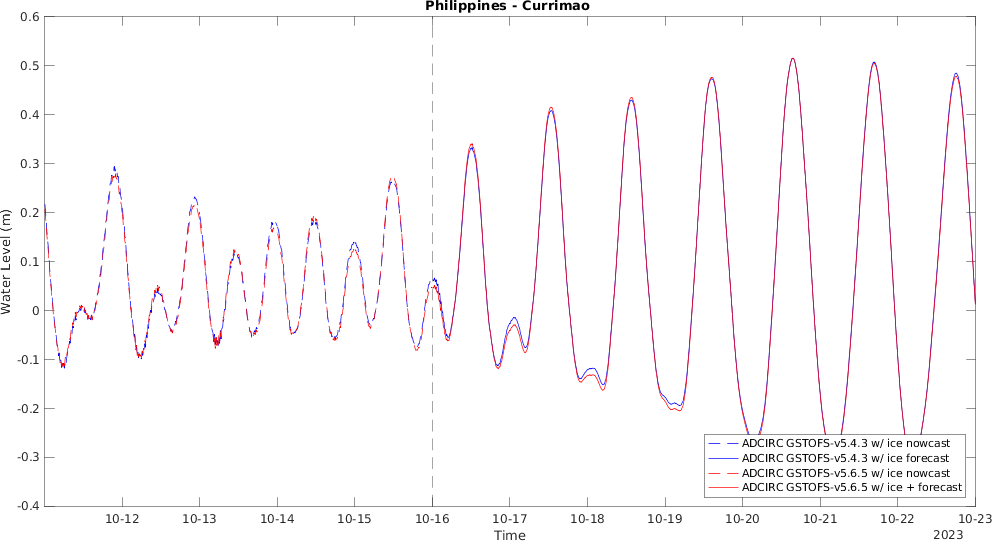 Philippines - Currimao
0.6
0.5
0.4
0.3
0.2
0.1
0
-0.1
-0.2
-0.3
-0.4
Water Level (m)
ADCIRC GSTOFS-v5.4.3 w/ ice nowcast
ADCIRC GSTOFS-v5.4.3 w/ ice forecast
ADCIRC GSTOFS-v5.6.5 w/ ice nowcast
ADCIRC GSTOFS-v5.6.5 w/ ice + forecast
10-12 10-13 10-14 10-15 10-16 10-17 10-18 10-19 10-20 10-21 10-22 10-23
Time
2023